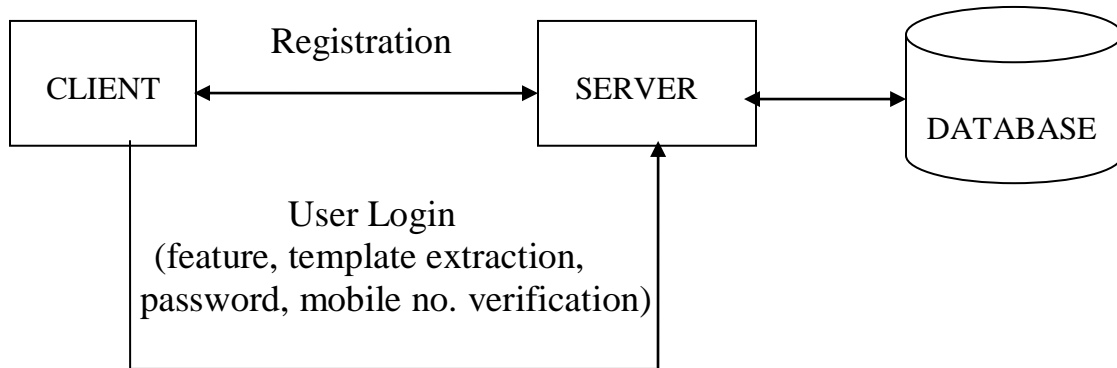 Registration
CLIENT
SERVER
DATABASE
User Login
(feature, template extraction,
password, mobile no. verification)